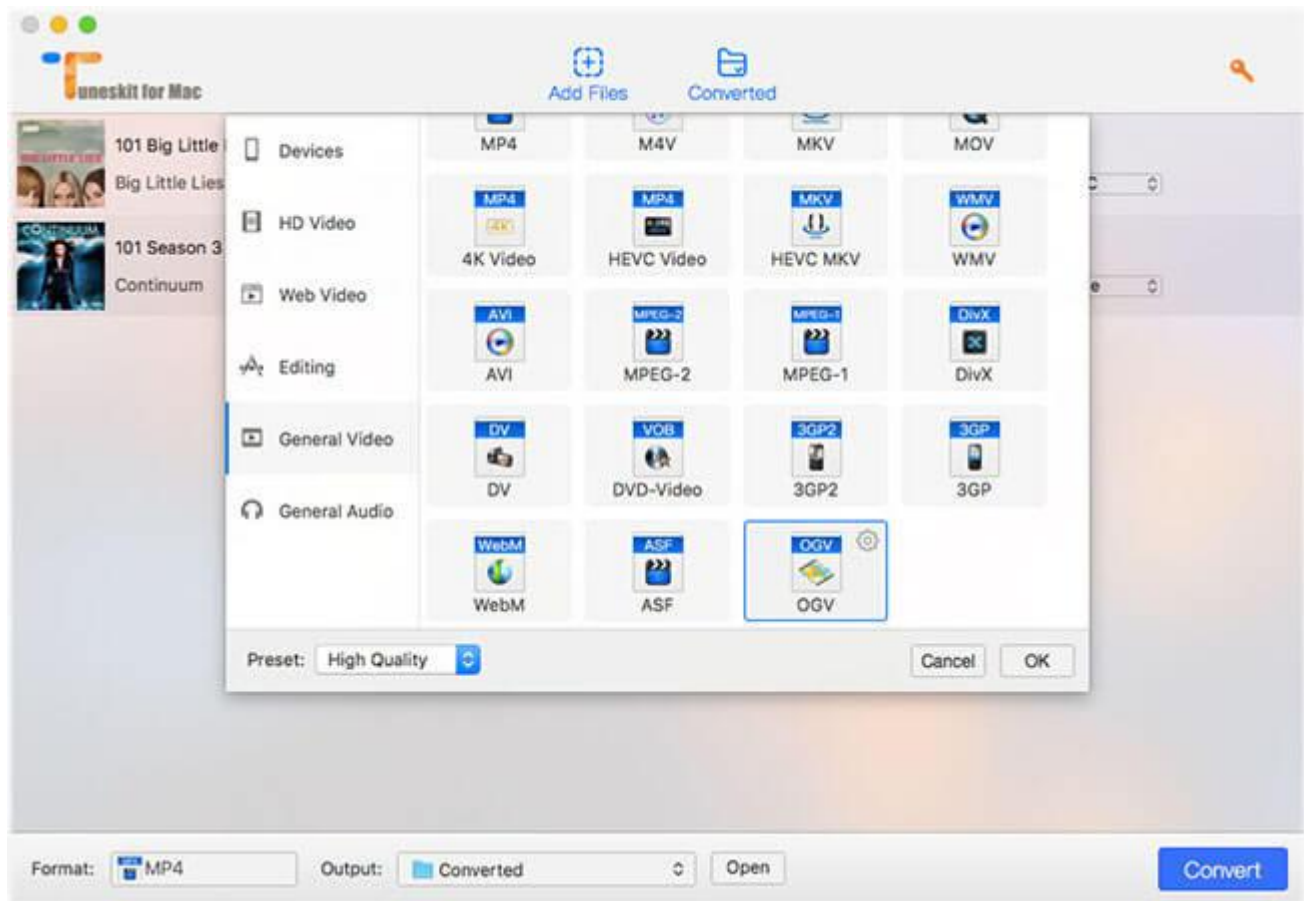 Tuneskit for Mac
Add Files
Converted
101 Big Little
Big Little Lies
101 Season 3
Continuum
CONTINUUM
Devices
HD Video
Web Video
Editing
General Video
General Audio
MP4
M4V
MKV
MOV
MP4
4K
4K Video
MP4
HEVC Video
MKV
HEVC MKV
WMV
WMV
AVI
AVI
MPEG-2
MPEG-2
MPEG-1
MPEG-1
DivX
DivX
DV
DV
VOB
DVD-Video
3GP2
3GP2
3GP
3GP
WebM
WebM
ASF
ASF
OGV
OGV
Preset: High Quality
Cancel
OK
Format: MP4
Output: Converted
Open
Convert